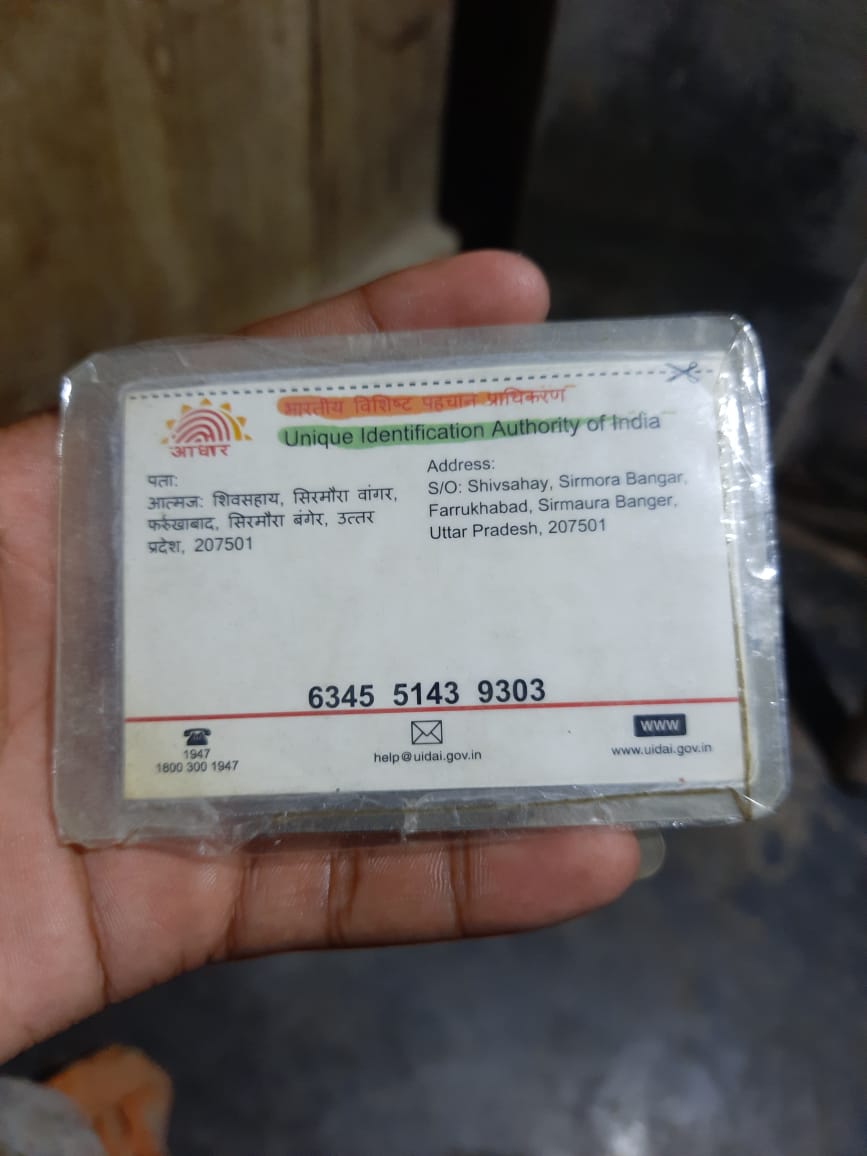 भारतीय विशिष्ट पहचान प्राधिकरण
Unique Identification Authority of India
आधार
पता:
आत्मज: शिवसहाय, सिरमौरा वांगर,
फर्रुखाबाद, सिरमौरा बंगेर, उत्तर
प्रदेश, 207501
Address:
S/O: Shivsahay, Sirmora Bangar,
Farrukhabad, Sirmaura Banger,
Uttar Pradesh, 207501
6345 5143 9303
1947
1800 300 1947
help@uidai.gov.in
WWW
www.uidai.gov.in